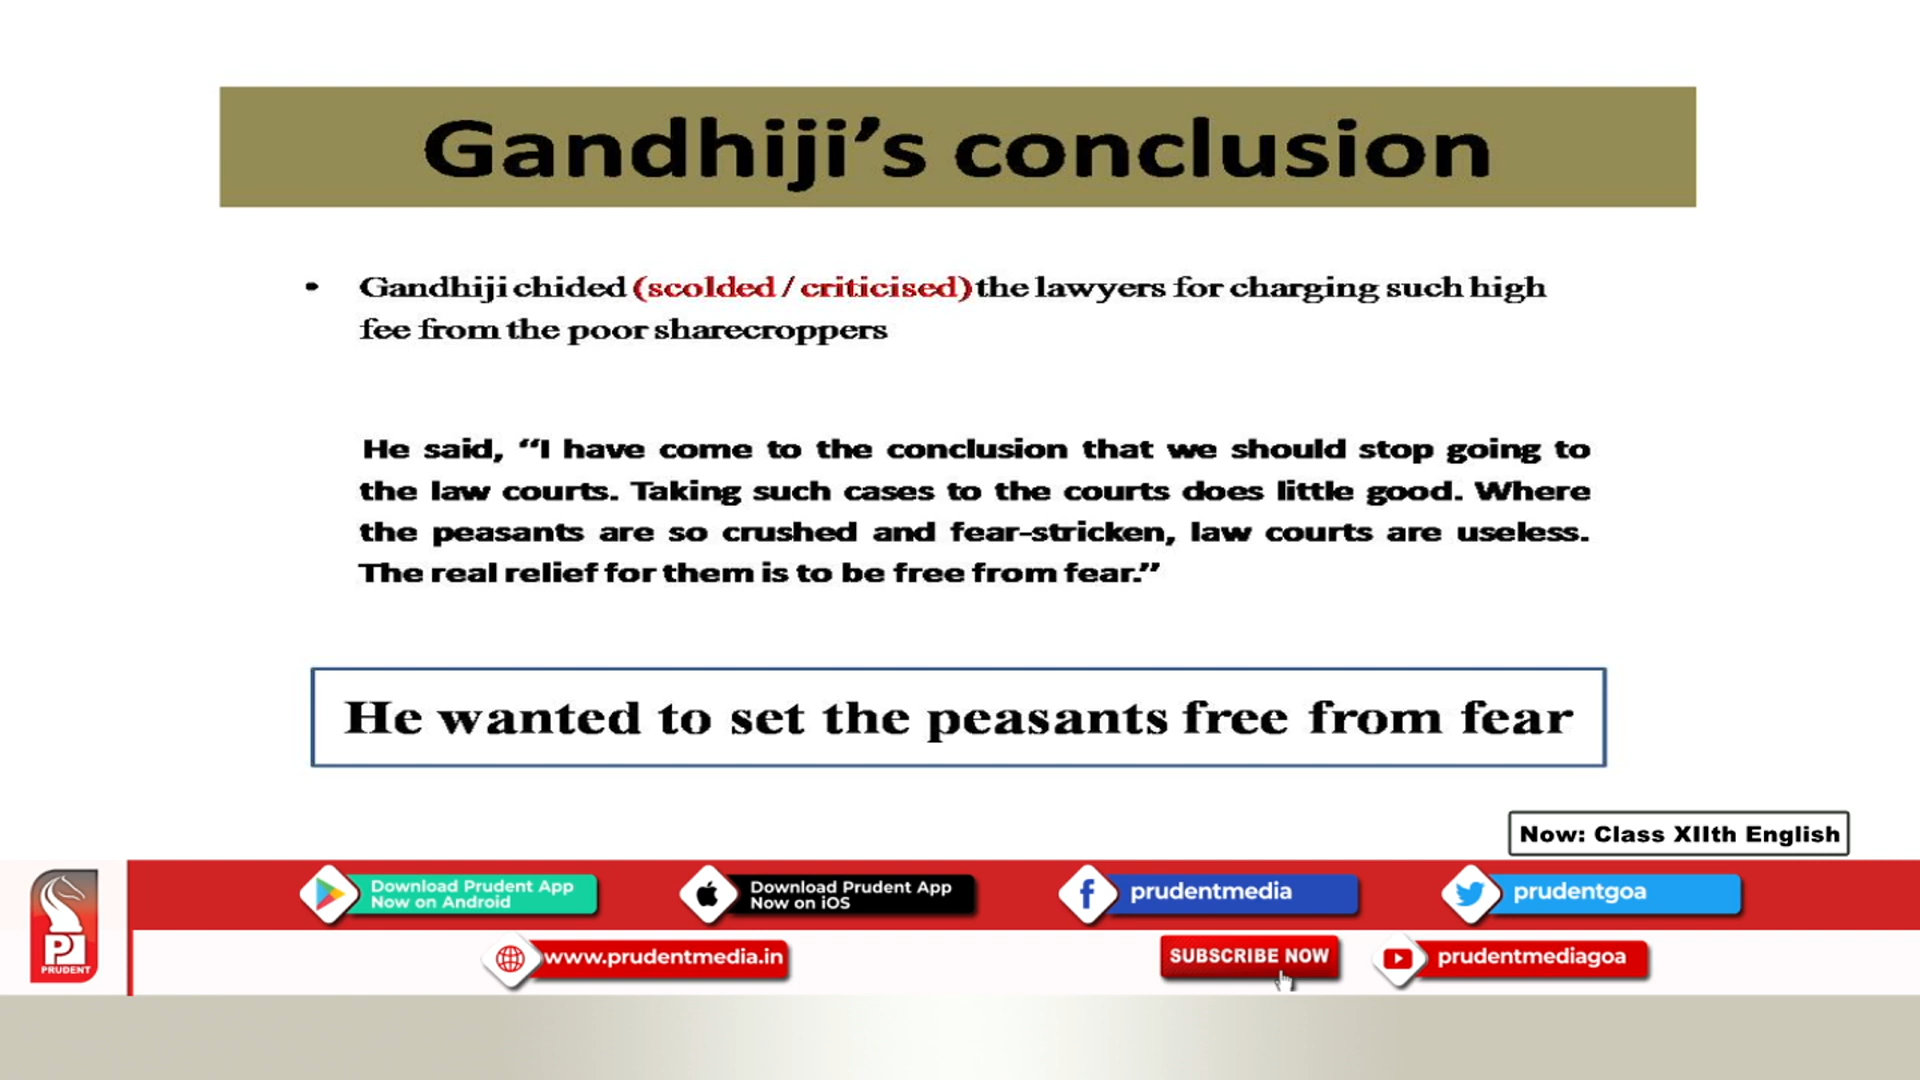 Gandhiji’s conclusion
• Gandhiji chided (scolded / criticised) the lawyers for charging such high
fee from the poor sharecroppers
He said, “I have come to the conclusion that we should stop going to
the law courts. Taking such cases to the courts does little good. Where
the peasants are so crushed and fear-stricken, law courts are useless.
The real relief for them is to be free from fear.”
He wanted to set the peasants free from fear
Now: Class XIIth English
Download Prudent App
Now on Android
Download Prudent App
Now on iOS
prudentmedia
prudentgoa
P
PRUDENT
www.prudentmedia.in
SUBSCRIBE NOW
prudentmediagoa